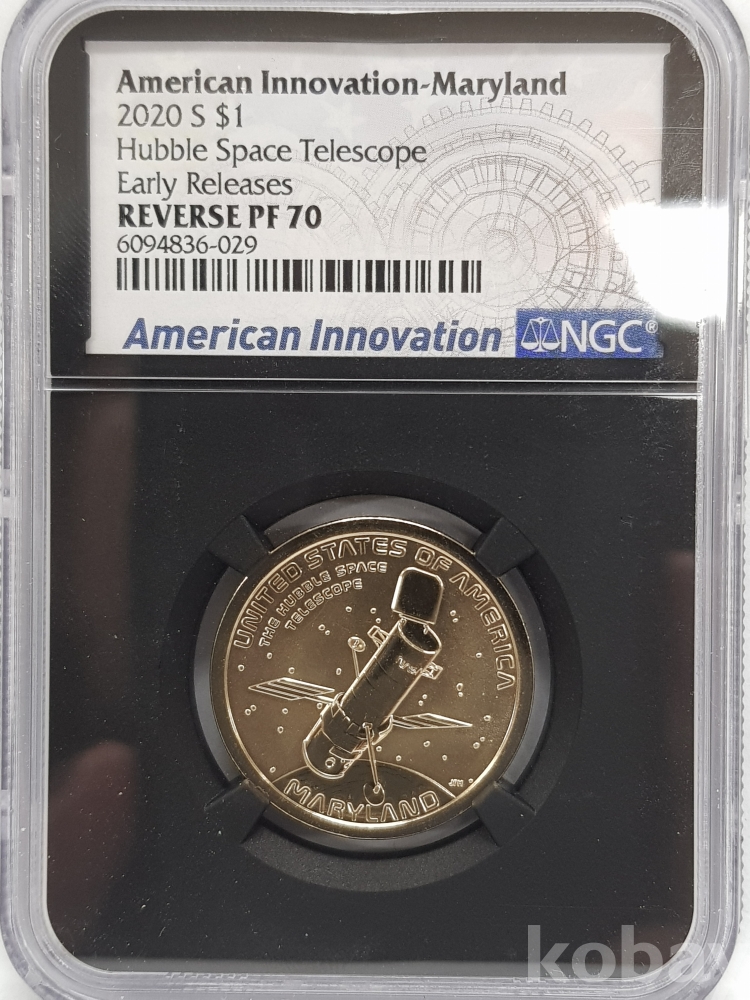 American Innovation-Maryland
2020 S $1
Hubble Space Telescope
Early Releases
REVERSE PF 70
6094836-029
American Innovation NGC®
UNITED STATES OF AMERICA
THE HUBBLE SPACE
TELESCOPE
MARYLAND
JFM